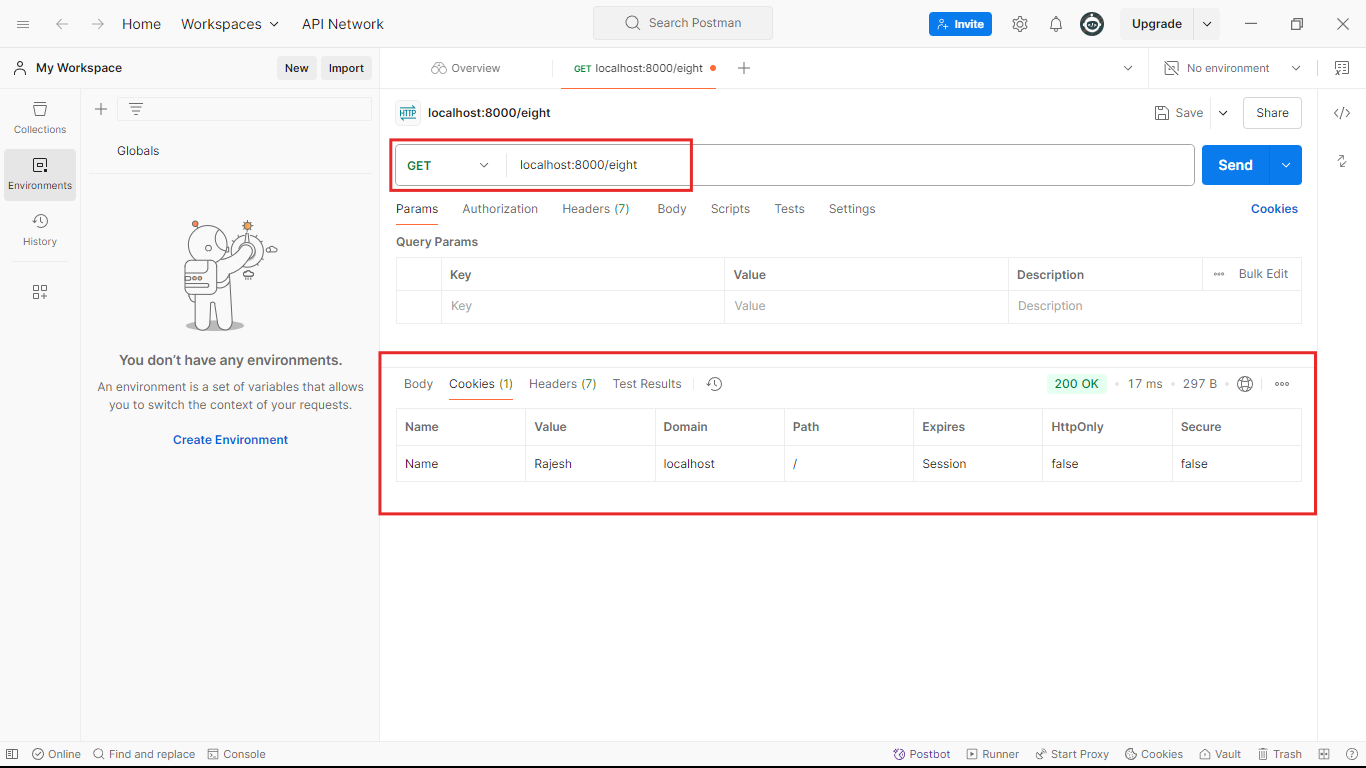 Home Workspaces API Network Search Postman Invite Upgrade
My Workspace New Import Overview GET localhost:8000/eight No environment
Collections
Environments
History
Globals
You don't have any environments.
An environment is a set of variables that allows
you to switch the context of your requests.
Create Environment
HTTP localhost:8000/eight Save Share
GET localhost:8000/eight Send
Params Authorization Headers (7) Body Scripts Tests Settings Cookies
Query Params
Key Value Description Bulk Edit
Key Value Description
Body Cookies (1) Headers (7) Test Results 200 OK 17 ms 297 B
Name Value Domain Path Expires HttpOnly Secure
Name Rajesh localhost / Session false false
Online Find and replace Console Postbot Runner Start Proxy Cookies Vault Trash